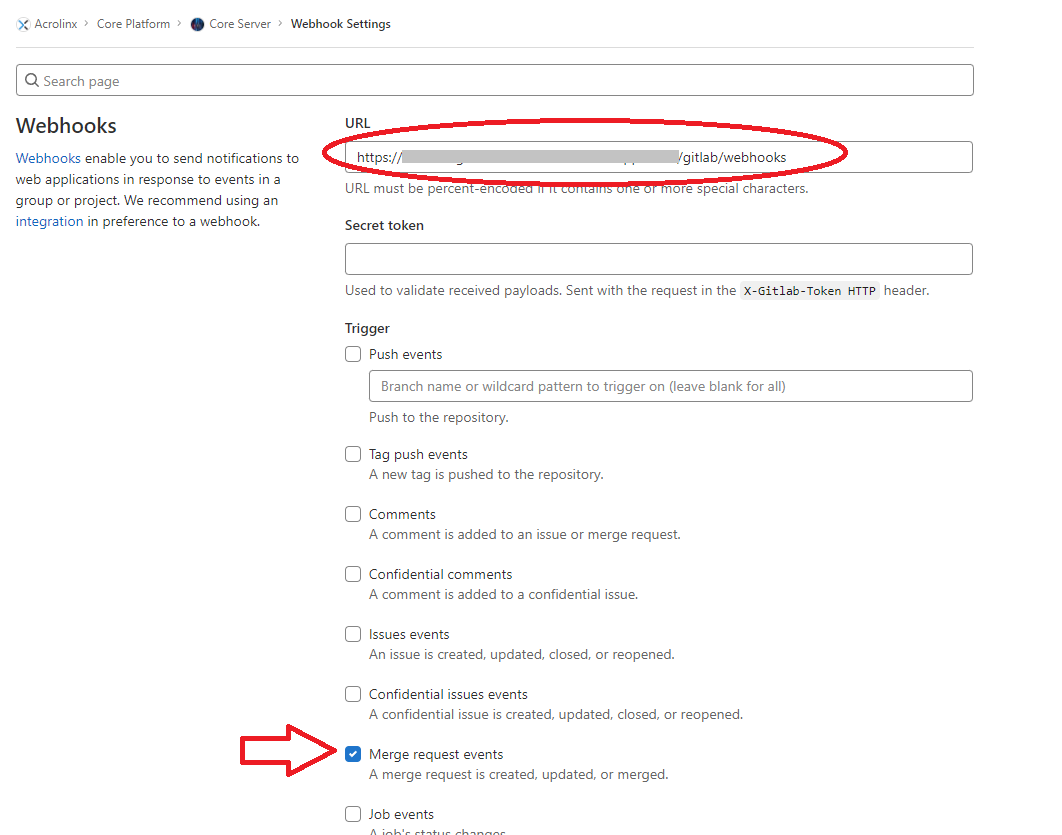 Acrolinx > Core Platform > Core Server > Webhook Settings
Search page
Webhooks
Webhooks enable you to send notifications to
web applications in response to events in a
group or project. We recommend using an
integration in preference to a webhook.
URL
https:// /gitlab/webhooks
URL must be percent-encoded if it contains one or more special characters.
Secret token
Used to validate received payloads. Sent with the request in the X-Gitlab-Token HTTP header.
Trigger
Push events
Branch name or wildcard pattern to trigger on (leave blank for all)
Push to the repository.
Tag push events
A new tag is pushed to the repository.
Comments
A comment is added to an issue or merge request.
Confidential comments
A comment is added to a confidential issue.
Issues events
An issue is created, updated, closed, or reopened.
Confidential issues events
A confidential issue is created, updated, closed, or reopened.
Merge request events
A merge request is created, updated, or merged.
Job events
A job's status changes.